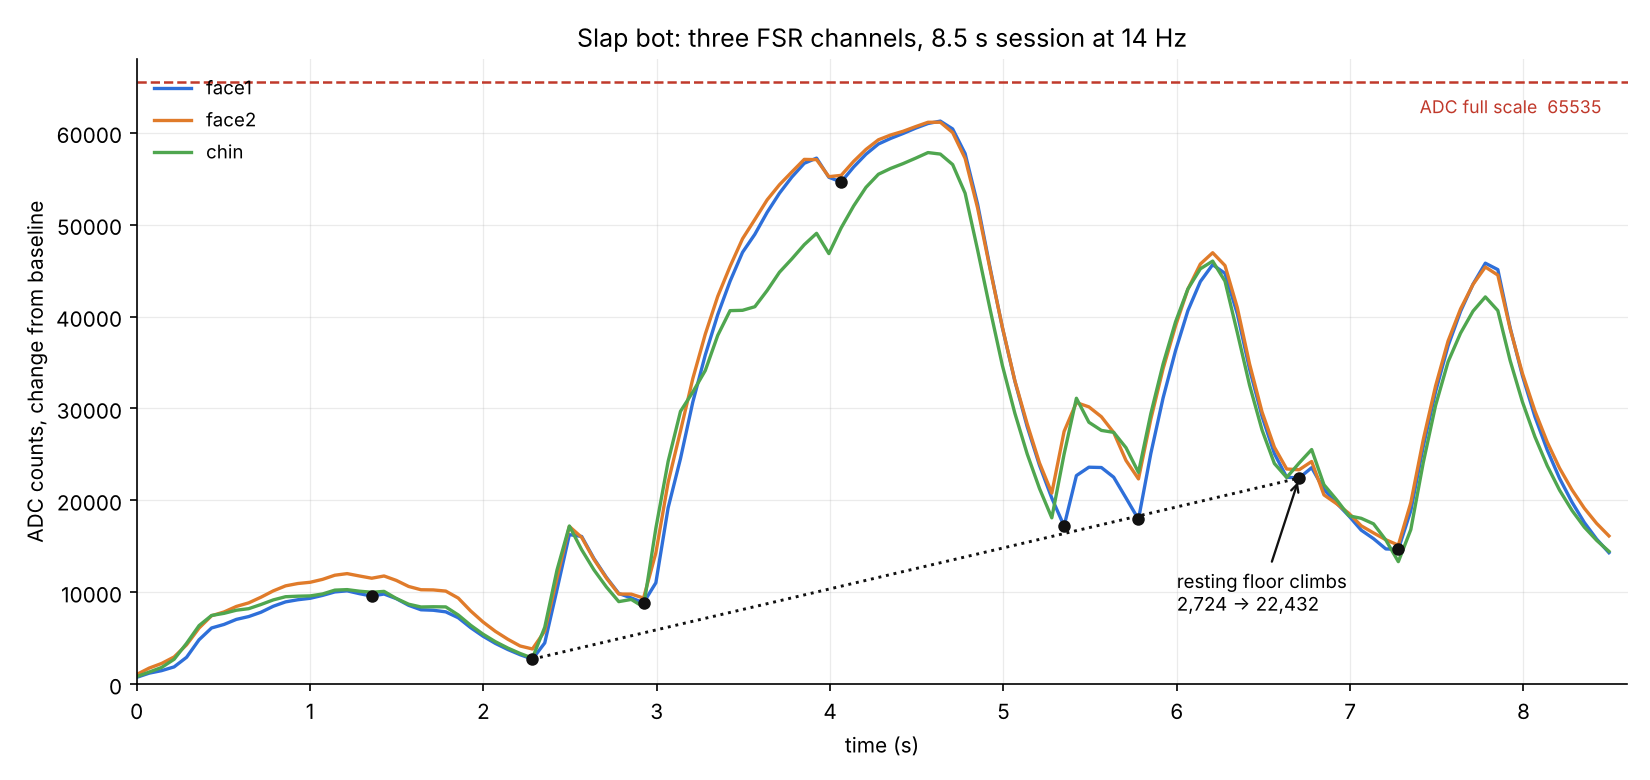 Slap bot: three FSR channels, 8.5 s session at 14 Hz
face1
face2
chin
ADC full scale  65535
ADC counts, change from baseline
60000
50000
40000
30000
20000
10000
0
resting floor climbs
2,724 → 22,432
0 1 2 3 4 5 6 7 8
time (s)